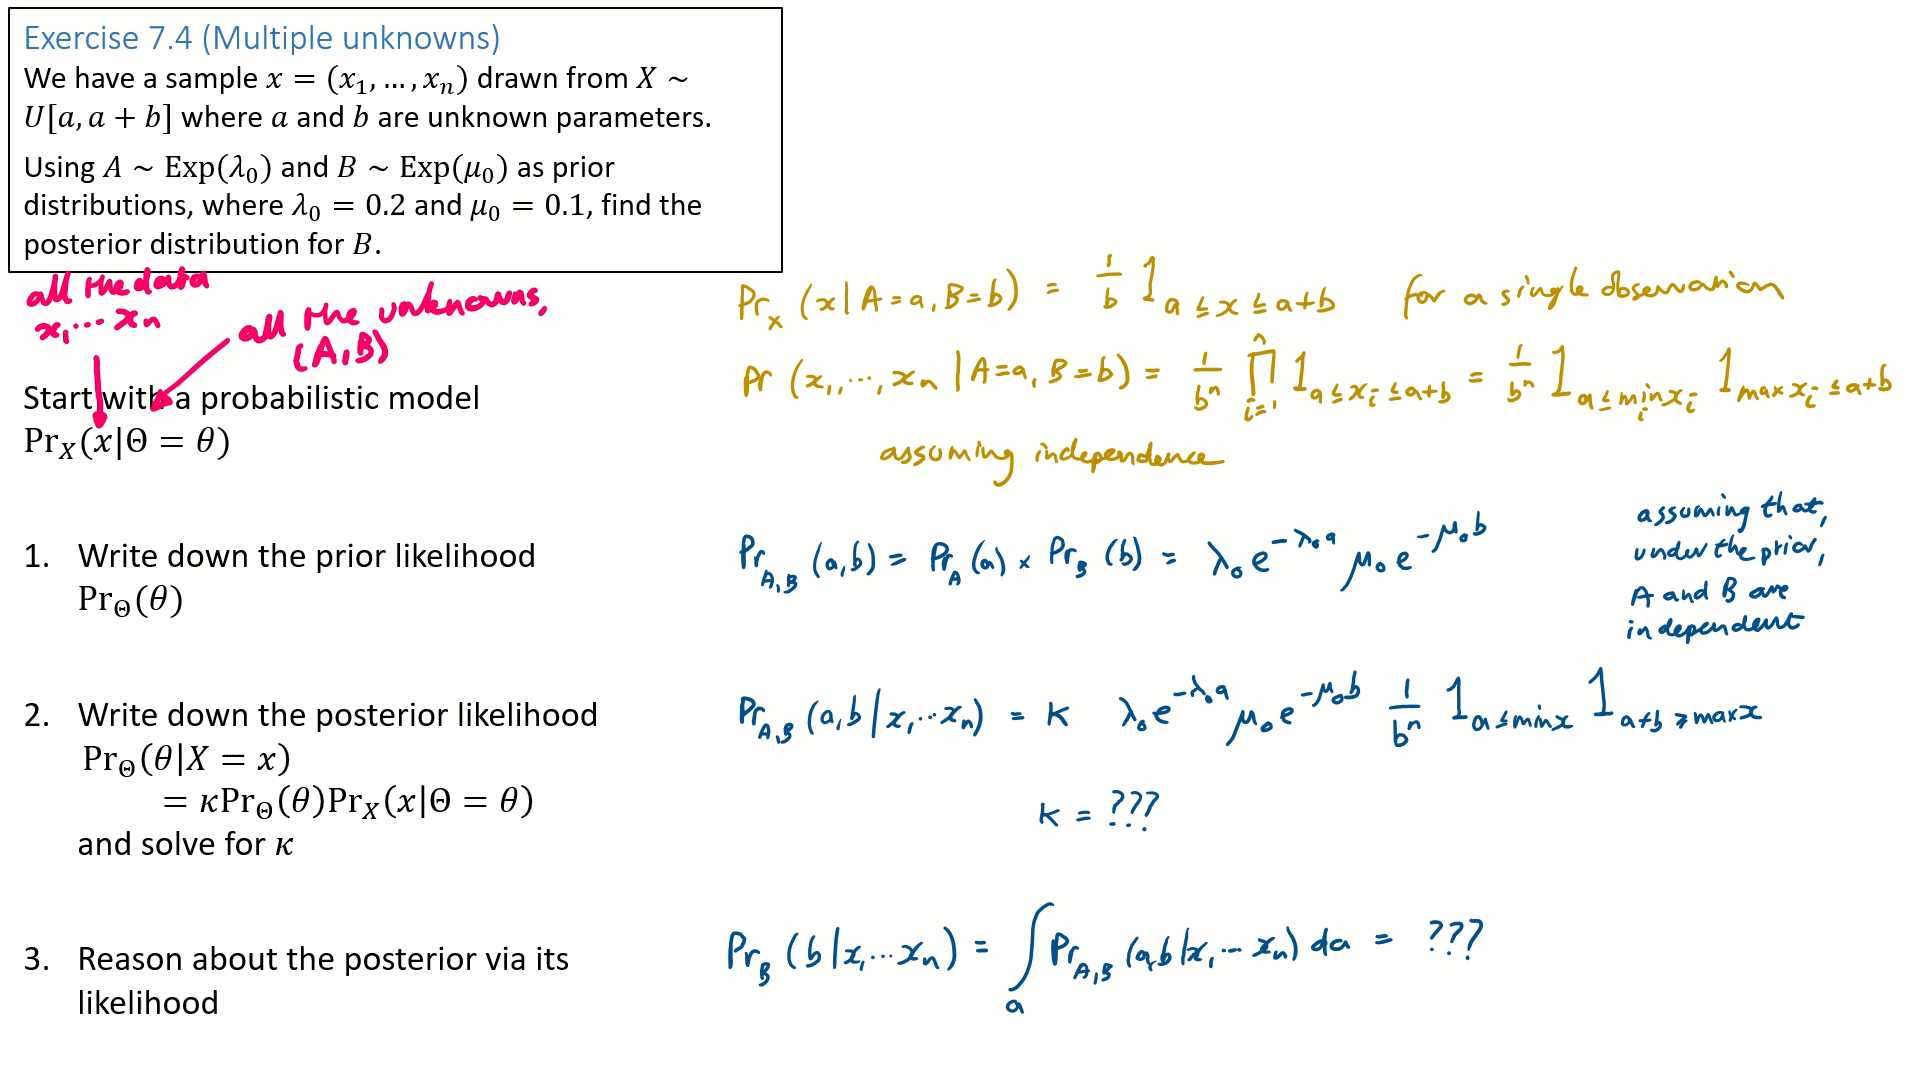 Exercise 7.4 (Multiple unknowns)
We have a sample 𝑥 = (𝑥₁, … , 𝑥ₙ) drawn from 𝑋 ~
𝑈[𝑎, 𝑎 + 𝑏] where 𝑎 and 𝑏 are unknown parameters.
Using 𝐴 ~ Exp(𝜆₀) and 𝐵 ~ Exp(𝜇₀) as prior
distributions, where 𝜆₀ = 0.2 and 𝜇₀ = 0.1, find the
posterior distribution for 𝐵.
all the data
x₁ ... xₙ
all the unknowns,
(A, B)
Start with a probabilistic model
Pr_X(𝑥|Θ = 𝜃)
Pr_X (x | A = a, B = b) = 1/b 1_{a ≤ x ≤ a+b} for a single observation
Pr (x₁, ..., xₙ | A = a, B = b) = 1/bⁿ ∏_{i=1}^{n} 1_{a ≤ x_i ≤ a+b} = 1/bⁿ 1_{a ≤ min_i x_i} 1_{max x_i ≤ a+b}
assuming independence
1. Write down the prior likelihood
Pr_Θ(𝜃)
Pr_{A,B} (a, b) = Pr_A (a) × Pr_B (b) = λ₀ e^{-λ₀a} μ₀ e^{-μ₀b}
assuming that,
under the prior,
A and B are
independent
2. Write down the posterior likelihood
Pr_Θ(𝜃|𝑋 = 𝑥)
= 𝜅Pr_Θ(𝜃)Pr_X(𝑥|Θ = 𝜃)
and solve for 𝜅
Pr_{A,B} (a, b | x₁ ... xₙ) = κ λ₀ e^{-λ₀a} μ₀ e^{-μ₀b} 1/bⁿ 1_{a ≤ min x} 1_{a+b ≥ max x}
κ = ???
3. Reason about the posterior via its
likelihood
Pr_B (b | x₁ ... xₙ) = ∫_a Pr_{A,B} (a, b | x₁ ... xₙ) da = ???